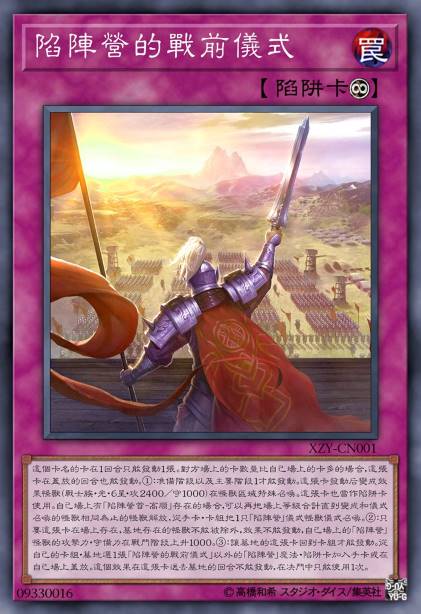 陷陣營的戰前儀式
罠
【陷阱卡♾】
XZY-CN001
這個卡名的卡在1回合只能發動1張。對方場上的卡數量比自己場上的卡多的場合,這張
卡在蓋放的回合也能發動。①:準備階段以及主要階段1才能發動。這張卡發動后變成效
果怪獸(戰士族·光·6星·攻2400/守1000)在怪獸區域特殊召喚。這張卡也當作陷阱卡
使用。自己場上有「陷陣營雷-高順」存在的場合,可以再把場上等級合計直到變成和儀式
召喚的怪獸相同為止的怪獸解放,從手卡·卡組把1只「陷陣營」儀式怪獸儀式召喚。②:只
要這張卡在場上存在,墓地存在的怪獸不能被除外,效果不能發動,自己場上的「陷陣營」
怪獸的攻擊力·守備力在戰鬥階段上升1000。③:讓墓地的這張卡回到卡組才能發動。從
自己的卡組·墓地選1張「陷陣營的戰前儀式」以外的「陷陣營」魔法·陷阱卡加入手卡或在
自己場上蓋放。這個效果在這張卡送去墓地的回合不能發動,在決鬥中只能使用1次。
09330016
©高橋和希 スタジオ・ダイス/集英社